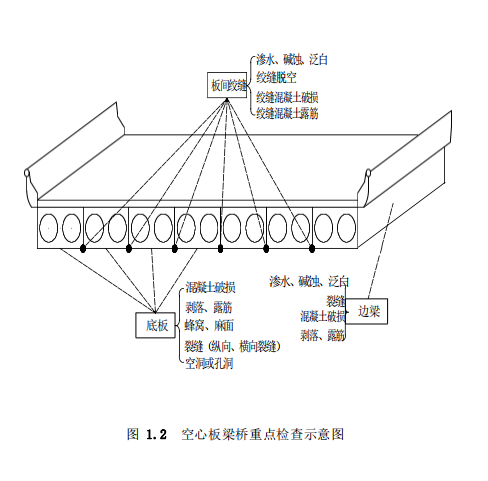 渗水、碱蚀、泛白
绞缝脱空
绞缝混凝土破损
绞缝混凝土露筋
板间绞缝
混凝土破损
剥落、露筋
蜂窝、麻面
裂缝（纵向、横向裂缝）
空洞或孔洞
底板
渗水、碱蚀、泛白
裂缝
混凝土破损
剥落、露筋
边梁
图 1.2 空心板梁桥重点检查示意图